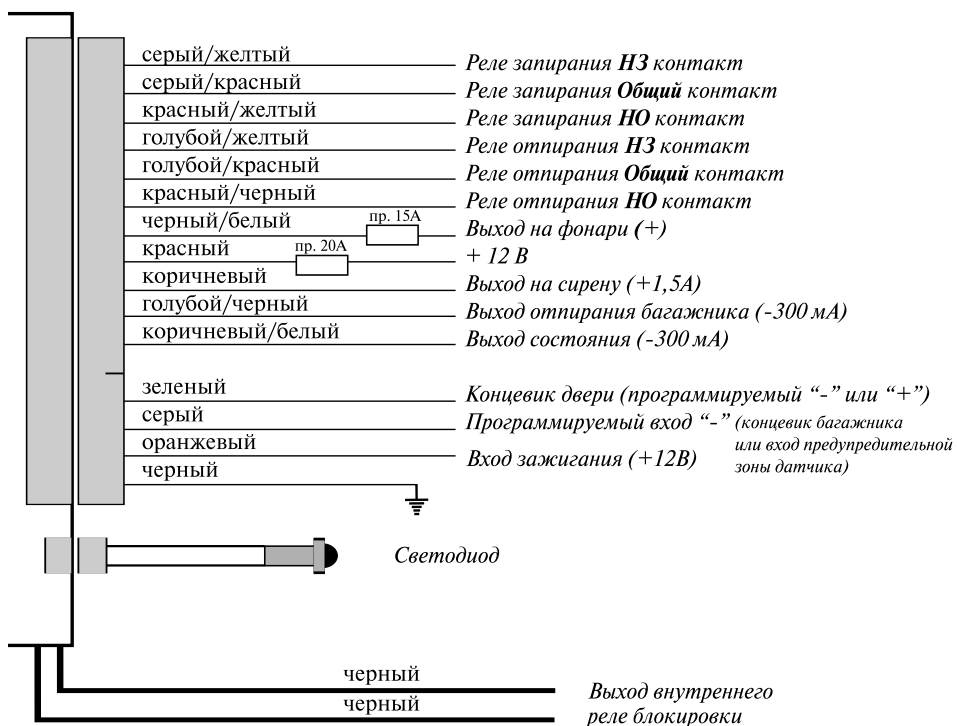 серый/желтый Реле запирания НЗ контакт
серый/красный Реле запирания Общий контакт
красный/желтый Реле запирания НО контакт
голубой/желтый Реле отпирания НЗ контакт
голубой/красный Реле отпирания Общий контакт
красный/черный Реле отпирания НО контакт
черный/белый пр. 15А Выход на фонари (+)
красный пр. 20А + 12 В
коричневый Выход на сирену (+1,5А)
голубой/черный Выход отпирания багажника (-300 мА)
коричневый/белый Выход состояния (-300 мА)
зеленый Концевик двери (программируемый “-” или “+”)
серый Программируемый вход “-” (концевик багажника
или вход предупредительной
зоны датчика)
оранжевый Вход зажигания (+12В)
черный
Светодиод
черный
черный
Выход внутреннего
реле блокировки